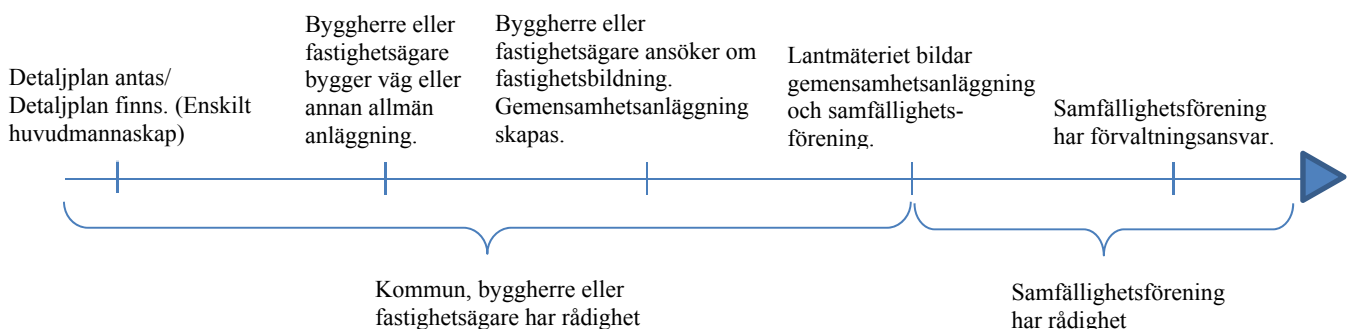 Detaljplan antas/
Detaljplan finns. (Enskilt
huvudmannaskap)
Byggherre eller
fastighetsägare
bygger väg eller
annan allmän
anläggning.
Byggherre eller
fastighetsägare ansöker om
fastighetsbildning.
Gemensamhetsanläggning
skapas.
Lantmäteriet bildar
gemensamhetsanläggning
och samfällighets-
förening.
Samfällighetsförening
har förvaltningsansvar.
Kommun, byggherre eller
fastighetsägare har rådighet
Samfällighetsförening
har rådighet